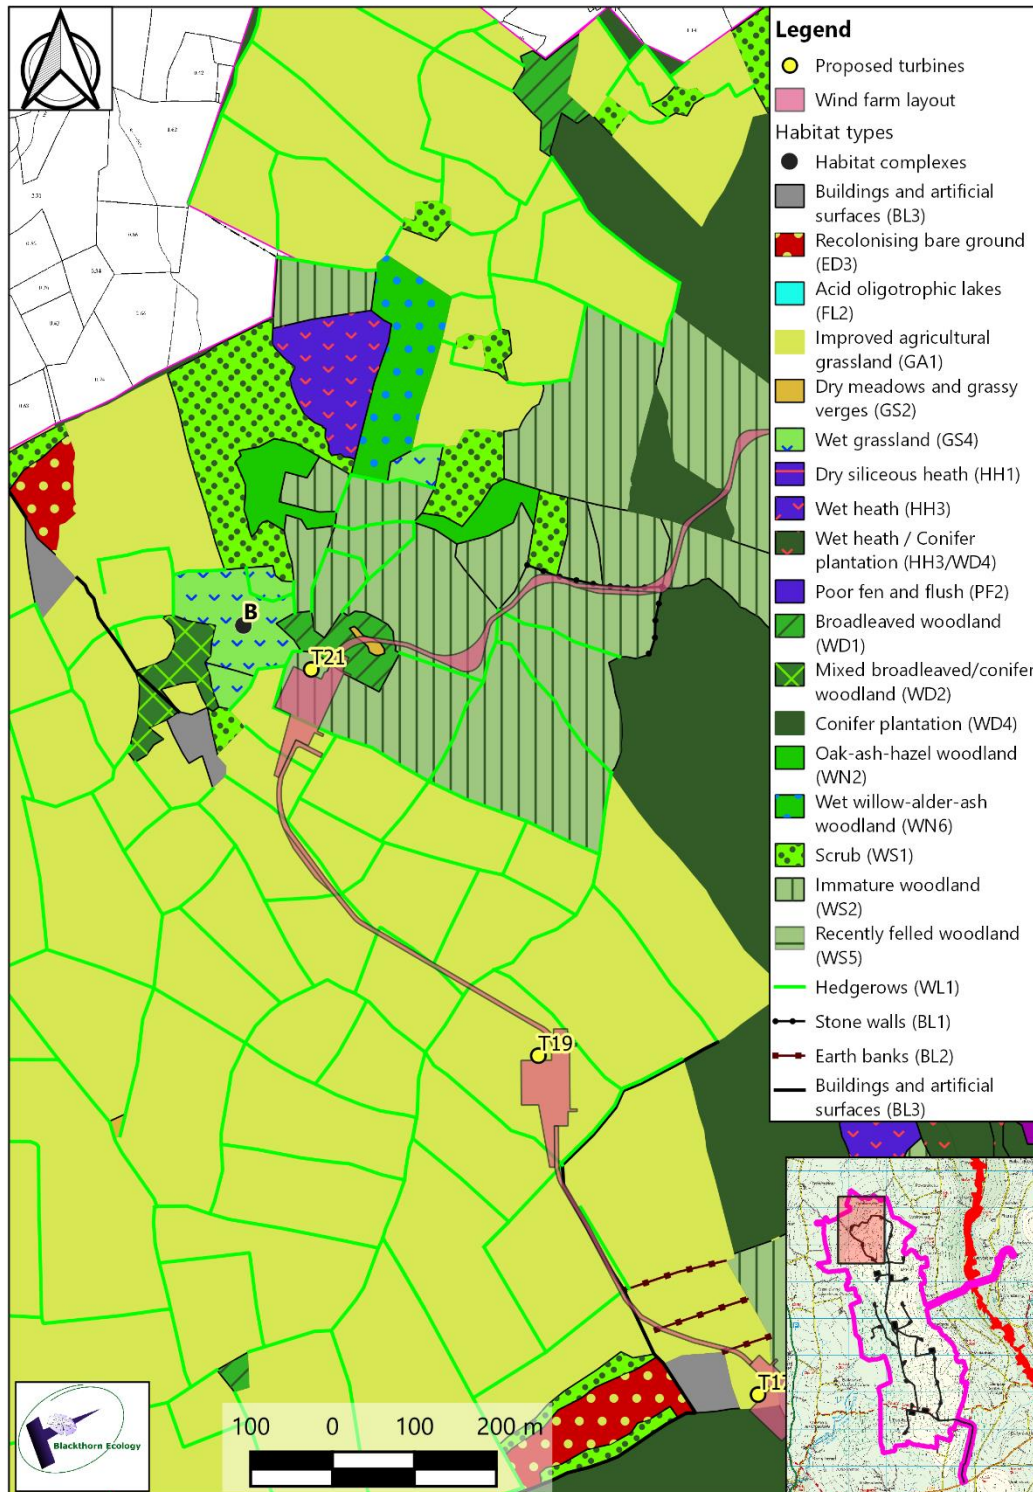 Legend
Proposed turbines
Wind farm layout
Habitat types
Habitat complexes
Buildings and artificial
surfaces (BL3)
Recolonising bare ground
(ED3)
Acid oligotrophic lakes
(FL2)
Improved agricultural
grassland (GA1)
Dry meadows and grassy
verges (GS2)
Wet grassland (GS4)
Dry siliceous heath (HH1)
Wet heath (HH3)
Wet heath / Conifer
plantation (HH3/WD4)
Poor fen and flush (PF2)
Broadleaved woodland
(WD1)
Mixed broadleaved/conifer
woodland (WD2)
Conifer plantation (WD4)
Oak-ash-hazel woodland
(WN2)
Wet willow-alder-ash
woodland (WN6)
Scrub (WS1)
Immature woodland
(WS2)
Recently felled woodland
(WS5)
Hedgerows (WL1)
Stone walls (BL1)
Earth banks (BL2)
Buildings and artificial
surfaces (BL3)
B
T21
T19
100 0 100 200 m
Blackthorn Ecology